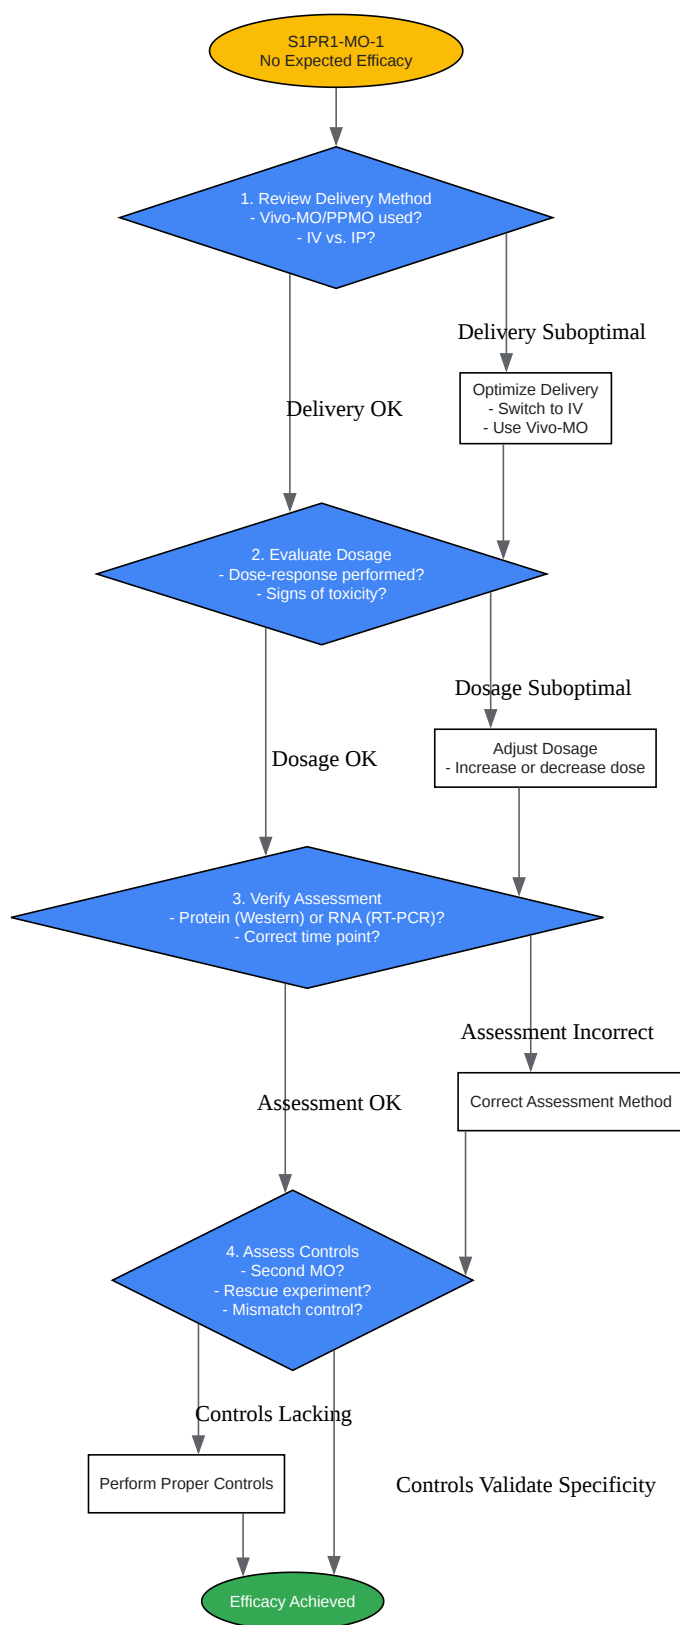 S1PR1-MO-1
No Expected Efficacy
1. Review Delivery Method
- Vivo-MO/PPMO used?
- IV vs. IP?
Delivery Suboptimal
Optimize Delivery
- Switch to IV
- Use Vivo-MO
Delivery OK
2. Evaluate Dosage
- Dose-response performed?
- Signs of toxicity?
Dosage Suboptimal
Adjust Dosage
- Increase or decrease dose
Dosage OK
3. Verify Assessment
- Protein (Western) or RNA (RT-PCR)?
- Correct time point?
Assessment Incorrect
Correct Assessment Method
Assessment OK
4. Assess Controls
- Second MO?
- Rescue experiment?
- Mismatch control?
Controls Lacking
Perform Proper Controls
Controls Validate Specificity
Efficacy Achieved